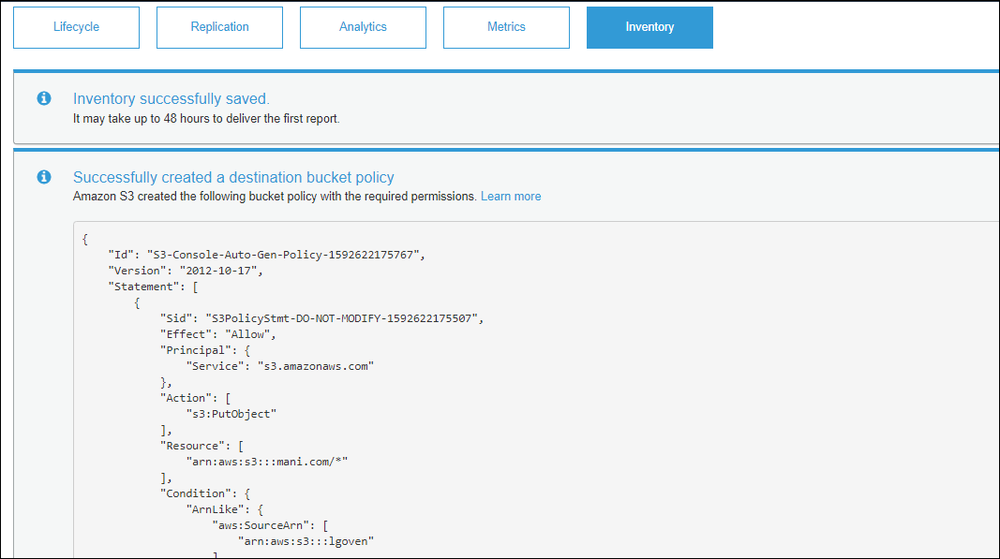 Lifecycle Replication Analytics Metrics Inventory
Inventory successfully saved.
It may take up to 48 hours to deliver the first report.
Successfully created a destination bucket policy
Amazon S3 created the following bucket policy with the required permissions. Learn more
{
"Id": "S3-Console-Auto-Gen-Policy-1592622175767",
"Version": "2012-10-17",
"Statement": [
{
"Sid": "S3PolicyStmt-DO-NOT-MODIFY-1592622175507",
"Effect": "Allow",
"Principal": {
"Service": "s3.amazonaws.com"
},
"Action": [
"s3:PutObject"
],
"Resource": [
"arn:aws:s3:::mani.com/*"
],
"Condition": {
"ArnLike": {
"aws:SourceArn": [
"arn:aws:s3:::lgoven"
]